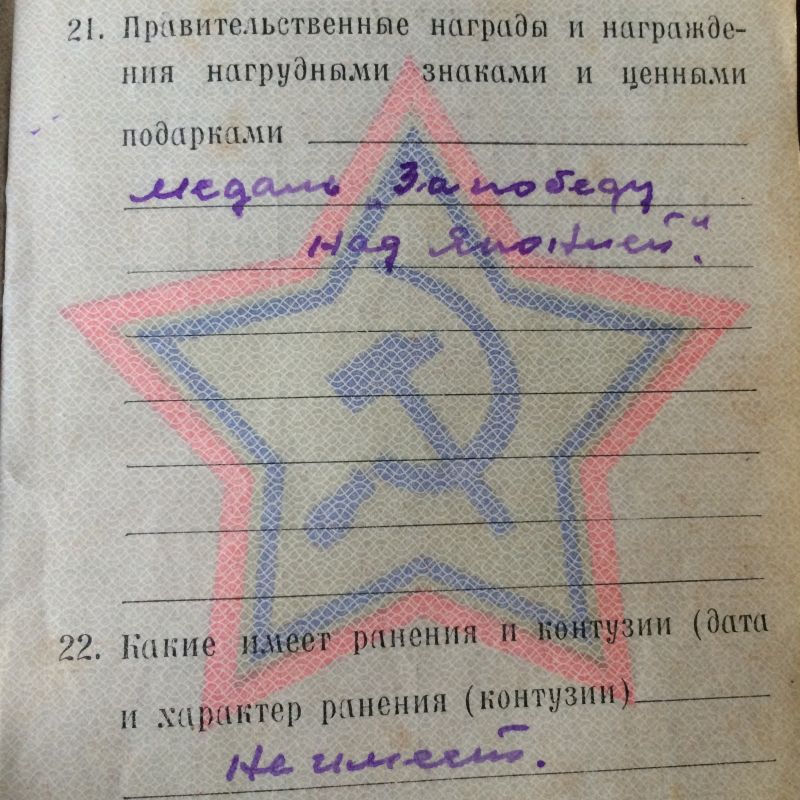 21. Правительственные награды и награжде-
ния нагрудными знаками и ценными
подарками
медаль „За победу
над Японией“.
22. Какие имеет ранения и контузии (дата
и характер ранения (контузии)
Не имеет.